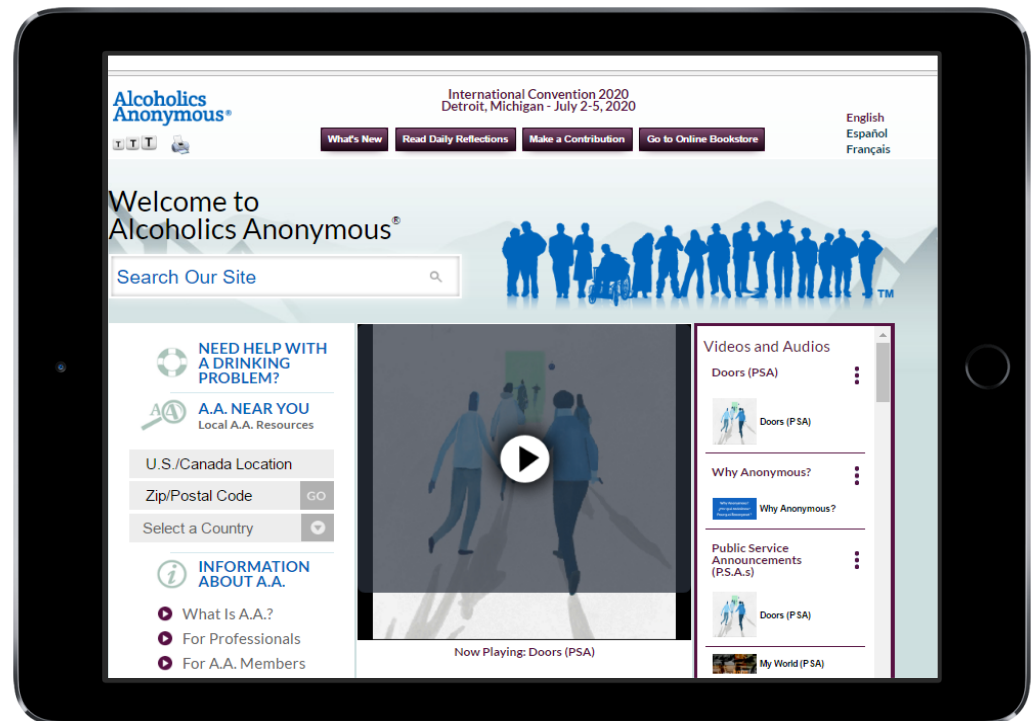 Alcoholics
Anonymous®
International Convention 2020
Detroit, Michigan - July 2-5, 2020
English
Español
Français
T T T
What's New
Read Daily Reflections
Make a Contribution
Go to Online Bookstore
Welcome to
Alcoholics Anonymous®
Search Our Site
TM
NEED HELP WITH
A DRINKING
PROBLEM?
A.A. NEAR YOU
Local A.A. Resources
U.S./Canada Location
Zip/Postal Code
GO
Select a Country
INFORMATION
ABOUT A.A.
What Is A.A.?
For Professionals
For A.A. Members
Now Playing: Doors (PSA)
Videos and Audios
Doors (PSA)
Doors (PSA)
Why Anonymous?
Why Anonymous?
Public Service
Announcements
(P.S.A.s)
Doors (PSA)
My World (PSA)